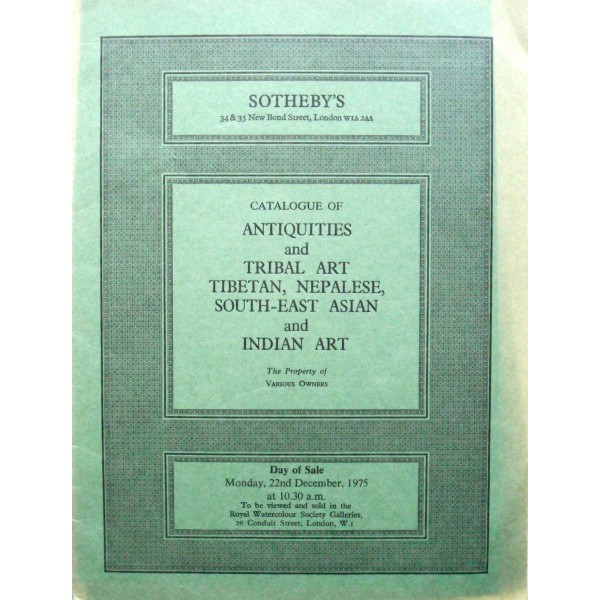 SOTHEBY'S
34 & 35 New Bond Street, London W1A 2AA
CATALOGUE OF
ANTIQUITIES
and
TRIBAL ART
TIBETAN, NEPALESE,
SOUTH-EAST ASIAN
and
INDIAN ART
The Property of
VARIOUS OWNERS
Day of Sale
Monday, 22nd December, 1975
at 10.30 a.m.
To be viewed and sold in the
Royal Watercolour Society Galleries,
26 Conduit Street, London, W.1